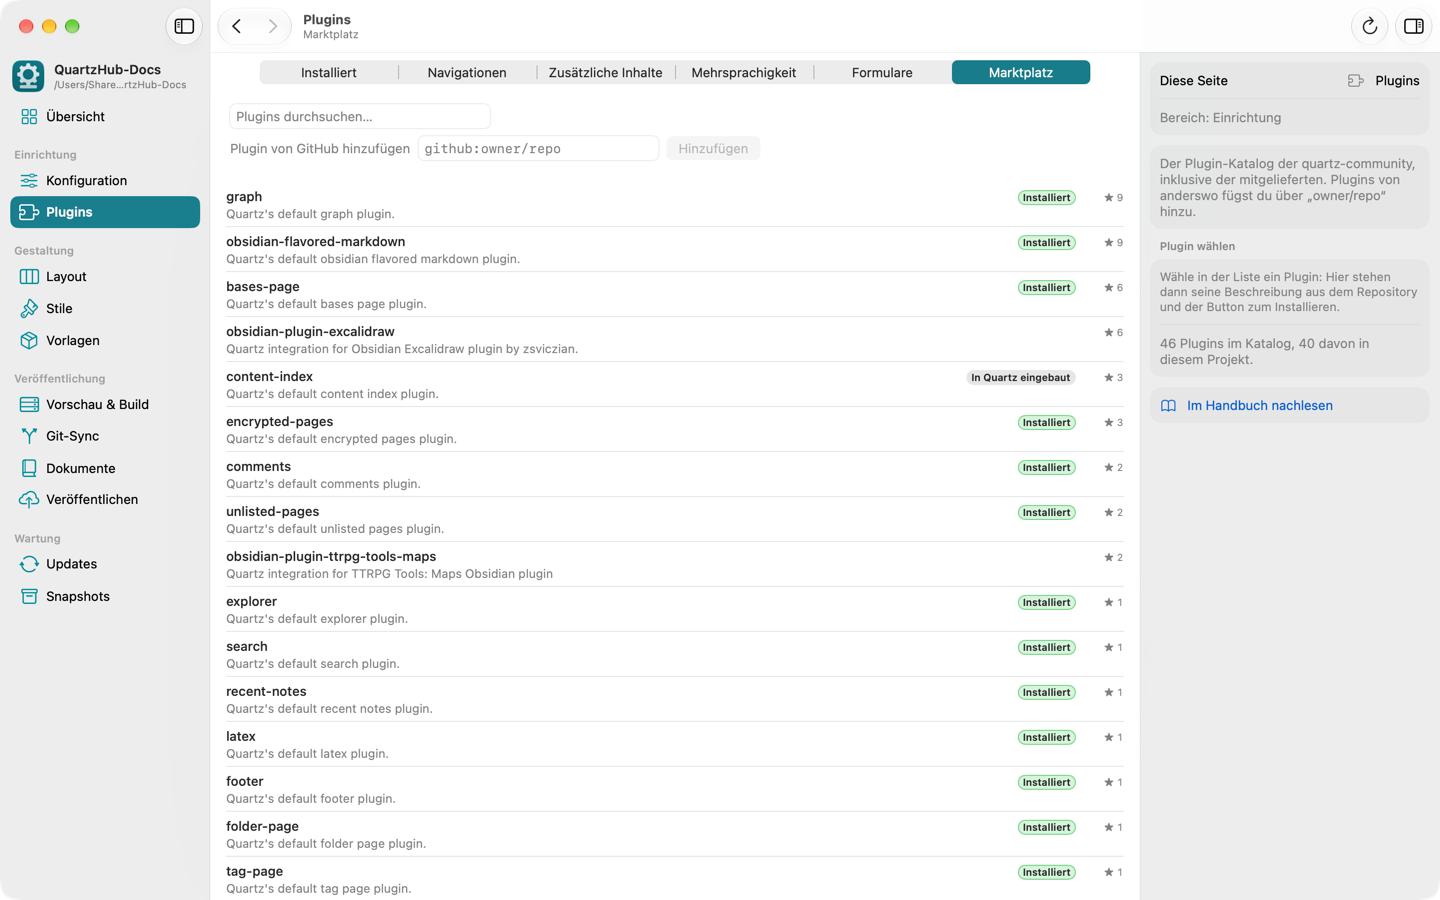 Plugins
Marktplatz
QuartzHub-Docs
/Users/Share...rtzHub-Docs
Übersicht
Einrichtung
Konfiguration
Plugins
Gestaltung
Layout
Stile
Vorlagen
Veröffentlichung
Vorschau & Build
Git-Sync
Dokumente
Veröffentlichen
Wartung
Updates
Snapshots
Installiert
Navigationen
Zusätzliche Inhalte
Mehrsprachigkeit
Formulare
Marktplatz
Plugins durchsuchen...
Plugin von GitHub hinzufügen github:owner/repo Hinzufügen
graph Installiert ★ 9
Quartz's default graph plugin.
obsidian-flavored-markdown Installiert ★ 9
Quartz's default obsidian flavored markdown plugin.
bases-page Installiert ★ 6
Quartz's default bases page plugin.
obsidian-plugin-excalidraw ★ 6
Quartz integration for Obsidian Excalidraw plugin by zsviczian.
content-index In Quartz eingebaut ★ 3
Quartz's default content index plugin.
encrypted-pages Installiert ★ 3
Quartz's default encrypted pages plugin.
comments Installiert ★ 2
Quartz's default comments plugin.
unlisted-pages Installiert ★ 2
Quartz's default unlisted pages plugin.
obsidian-plugin-ttrpg-tools-maps ★ 2
Quartz integration for TTRPG Tools: Maps Obsidian plugin
explorer Installiert ★ 1
Quartz's default explorer plugin.
search Installiert ★ 1
Quartz's default search plugin.
recent-notes Installiert ★ 1
Quartz's default recent notes plugin.
latex Installiert ★ 1
Quartz's default latex plugin.
footer Installiert ★ 1
Quartz's default footer plugin.
folder-page Installiert ★ 1
Quartz's default folder page plugin.
tag-page Installiert ★ 1
Quartz's default tag page plugin.
Diese Seite Plugins
Bereich: Einrichtung
Der Plugin-Katalog der quartz-community,
inklusive der mitgelieferten. Plugins von
anderswo fügst du über „owner/repo“
hinzu.
Plugin wählen
Wähle in der Liste ein Plugin: Hier stehen
dann seine Beschreibung aus dem Repository
und der Button zum Installieren.
46 Plugins im Katalog, 40 davon in
diesem Projekt.
Im Handbuch nachlesen